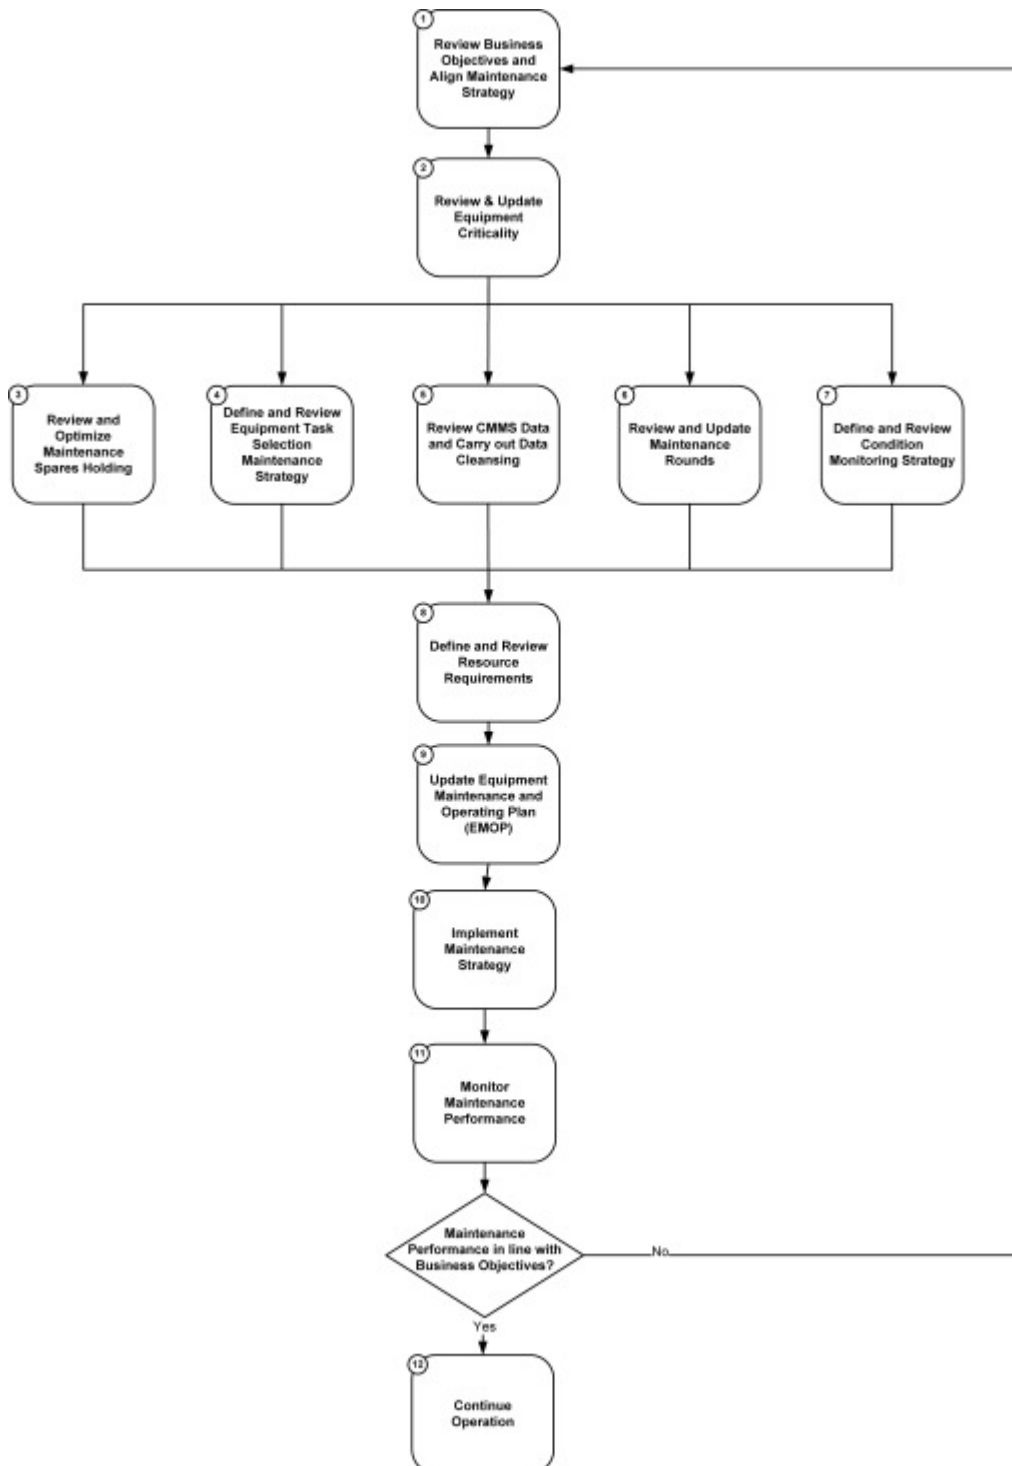 1
Review Business
Objectives and
Align Maintenance
Strategy
2
Review & Update
Equipment
Criticality
3
Review and
Optimize
Maintenance
Spares Holding
4
Define and Review
Equipment Task
Selection
Maintenance
Strategy
5
Review CMMS Data
and Carry out Data
Cleansing
6
Review and Update
Maintenance
Rounds
7
Define and Review
Condition
Monitoring Strategy
8
Define and Review
Resource
Requirements
9
Update Equipment
Maintenance and
Operating Plan
(EMOP)
10
Implement
Maintenance
Strategy
11
Monitor
Maintenance
Performance
Maintenance
Performance in line with
Business Objectives?
No
Yes
12
Continue
Operation